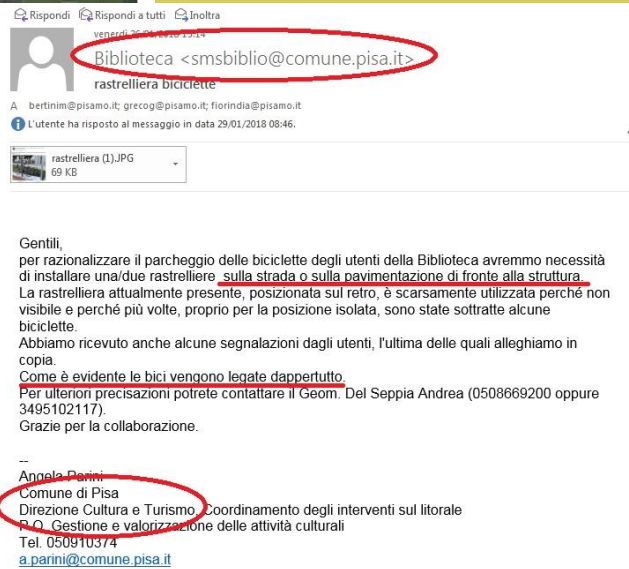 Rispondi Rispondi a tutti Inoltra
venerdì 26/01/2018 13:14
Biblioteca <smsbiblio@comune.pisa.it>
rastrelliera biciclette
A bertinim@pisamo.it; grecog@pisamo.it; fiorindia@pisamo.it
L'utente ha risposto al messaggio in data 29/01/2018 08:46.
rastrelliera (1).JPG
69 KB
Gentili,
per razionalizzare il parcheggio delle biciclette degli utenti della Biblioteca avremmo necessità
di installare una/due rastrelliere sulla strada o sulla pavimentazione di fronte alla struttura.
La rastrelliera attualmente presente, posizionata sul retro, è scarsamente utilizzata perché non
visibile e perché più volte, proprio per la posizione isolata, sono state sottratte alcune
biciclette.
Abbiamo ricevuto anche alcune segnalazioni dagli utenti, l'ultima delle quali alleghiamo in
copia.
Come è evidente le bici vengono legate dappertutto.
Per ulteriori precisazioni potrete contattare il Geom. Del Seppia Andrea (0508669200 oppure
3495102117).
Grazie per la collaborazione.
--
Angela Parini
Comune di Pisa
Direzione Cultura e Turismo, Coordinamento degli interventi sul litorale
P.O. Gestione e valorizzazione delle attività culturali
Tel. 050910374
a.parini@comune.pisa.it